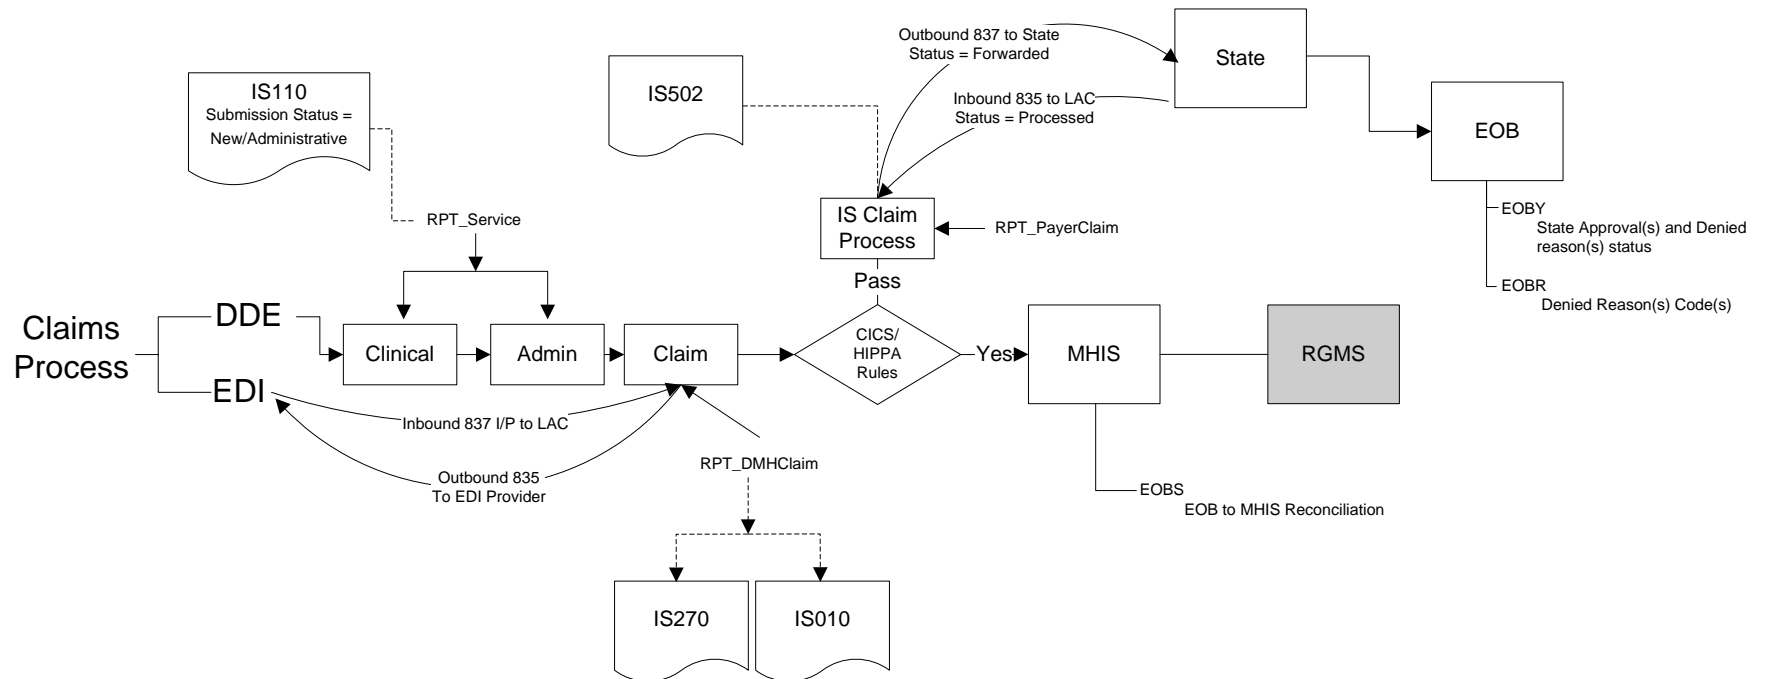 Outbound 837 to State
Status = Forwarded
State
IS110
Submission Status =
New/Administrative
IS502
Inbound 835 to LAC
Status = Processed
EOB
EOBY
State Approval(s) and Denied
reason(s) status
RPT_Service
IS Claim
Process
RPT_PayerClaim
Pass
EOBR
Denied Reason(s) Code(s)
Claims
Process
DDE
EDI
Clinical
Admin
Claim
CICS/
HIPPA
Rules
Yes
MHIS
RGMS
Inbound 837 I/P to LAC
Outbound 835
To EDI Provider
RPT_DMHClaim
EOBS
EOB to MHIS Reconciliation
IS270
IS010